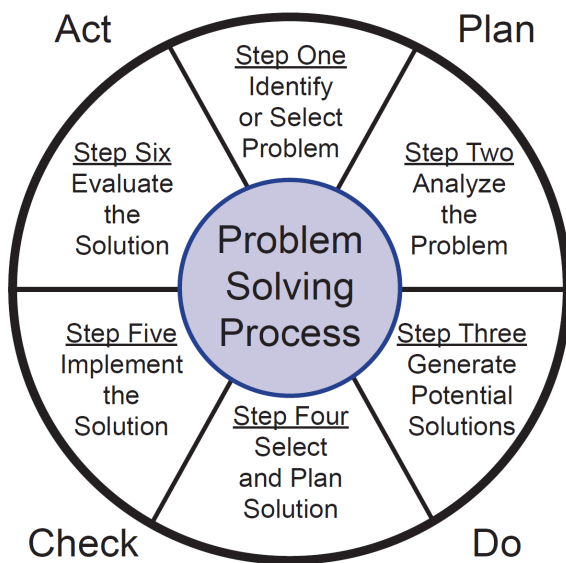 Act
Plan
Step One
Identify
or Select
Problem
Step Two
Analyze
the
Problem
Step Three
Generate
Potential
Solutions
Step Four
Select
and Plan
Solution
Step Five
Implement
the
Solution
Step Six
Evaluate
the
Solution
Problem
Solving
Process
Check
Do